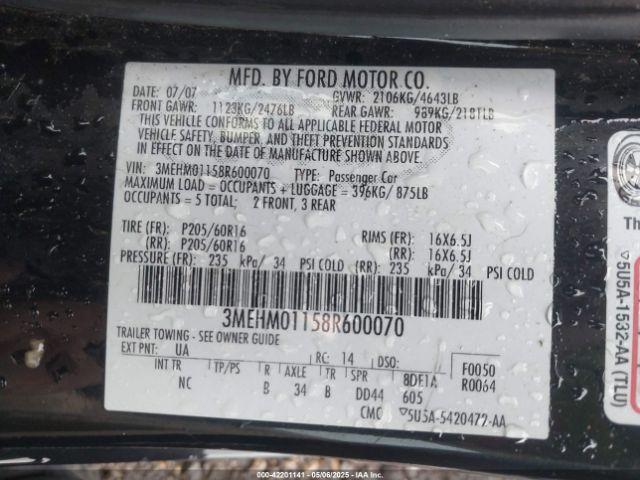 MFD. BY FORD MOTOR CO.
DATE: 07/07 GVWR: 2106KG/4643LB
FRONT GAWR: 1123KG/2476LB REAR GAWR: 989KG/2181LB
THIS VEHICLE CONFORMS TO ALL APPLICABLE FEDERAL MOTOR
VEHICLE SAFETY, BUMPER, AND THEFT PREVENTION STANDARDS
IN EFFECT ON THE DATE OF MANUFACTURE SHOWN ABOVE.
VIN: 3MEHM01158R600070 TYPE: Passenger Car
MAXIMUM LOAD = OCCUPANTS + LUGGAGE = 396KG/ 875LB
OCCUPANTS = 5 TOTAL; 2 FRONT, 3 REAR
TIRE (FR): P205/60R16 RIMS (FR): 16X6.5J
(RR): P205/60R16 (RR): 16X6.5J
PRESSURE (FR): 235 kPa/ 34 PSI COLD (RR): 235 kPa/ 34 PSI COLD
3MEHM01158R600070
TRAILER TOWING - SEE OWNER GUIDE
EXT PNT: UA RC: 14 DSO: F0050
INT TR TP/PS R AXLE TR SPR 8DF1A R0064
NC B 34 B DD44 605
CMC ▽5U5A-5420472-AA
Th
▽5U5A-1532-AA (TLU)
000-42201141 - 05/06/2025 - IAA Inc.